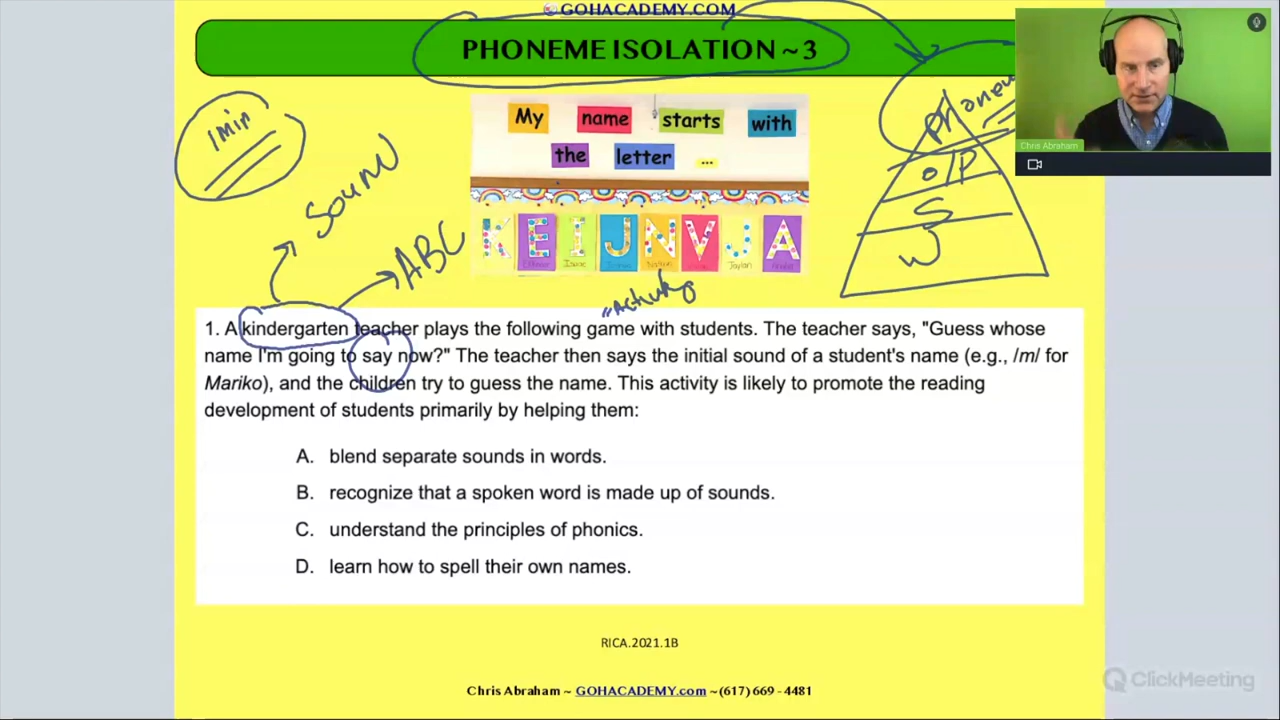 GOHACADEMY.COM
PHONEME ISOLATION ~ 3
Chris Abraham
1 min
SOUND
ABC
My name starts with
the letter ...
K E I J N V J A
Isaac
Jaylan
O/P
S
W
"Activity
1. A kindergarten teacher plays the following game with students. The teacher says, "Guess whose
name I'm going to say now?" The teacher then says the initial sound of a student's name (e.g., /m/ for
Mariko), and the children try to guess the name. This activity is likely to promote the reading
development of students primarily by helping them:
A. blend separate sounds in words.
B. recognize that a spoken word is made up of sounds.
C. understand the principles of phonics.
D. learn how to spell their own names.
RICA.2021.1B
Chris Abraham ~ GOHACADEMY.com ~(617) 669 - 4481
ClickMeeting